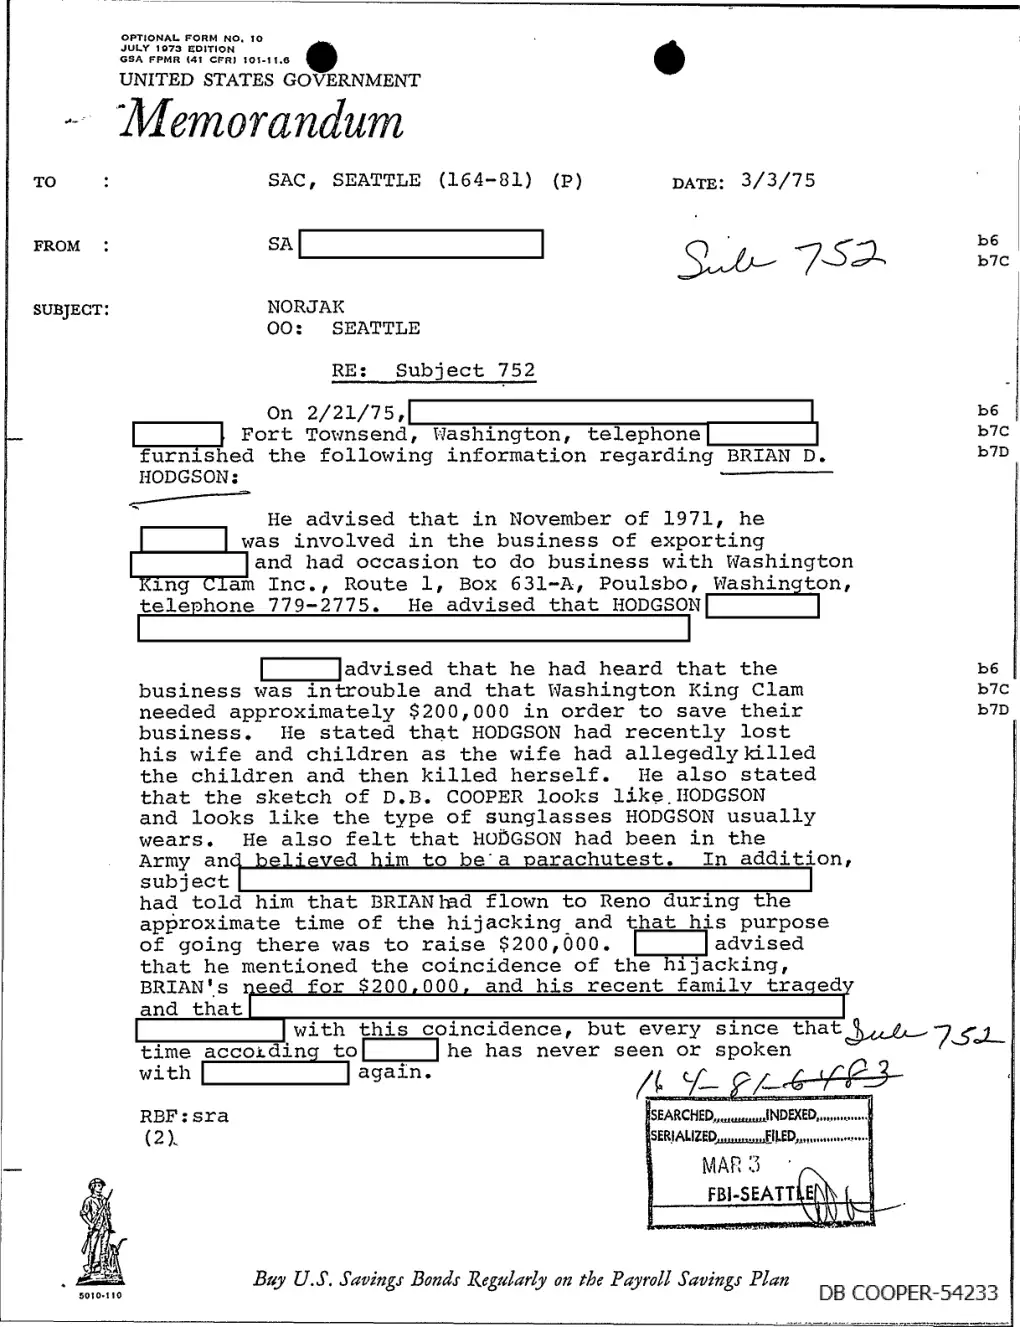 OPTIONAL FORM NO. 10
JULY 1973 EDITION
GSA FPMR (41 CFR) 101-11.6
UNITED STATES GOVERNMENT
Memorandum
TO : SAC, SEATTLE (164-81) (P) DATE: 3/3/75
FROM : SA b6
Sub 752 b7C
SUBJECT: NORJAK
OO: SEATTLE
RE: Subject 752
On 2/21/75, b6
Fort Townsend, Washington, telephone b7C
furnished the following information regarding BRIAN D. b7D
HODGSON:
He advised that in November of 1971, he
was involved in the business of exporting
and had occasion to do business with Washington
King Clam Inc., Route 1, Box 631-A, Poulsbo, Washington,
telephone 779-2775. He advised that HODGSON
advised that he had heard that the b6
business was introuble and that Washington King Clam b7C
needed approximately $200,000 in order to save their b7D
business. He stated that HODGSON had recently lost
his wife and children as the wife had allegedly killed
the children and then killed herself. He also stated
that the sketch of D.B. COOPER looks like HODGSON
and looks like the type of sunglasses HODGSON usually
wears. He also felt that HODGSON had been in the
Army and believed him to be a parachutest. In addition,
subject
had told him that BRIAN had flown to Reno during the
approximate time of the hijacking and that his purpose
of going there was to raise $200,000. advised
that he mentioned the coincidence of the hijacking,
BRIAN's need for $200,000, and his recent family tragedy
and that
with this coincidence, but every since that Sub 752
time according to he has never seen or spoken
with again.
164-81-6483
RBF:sra
(2)
SEARCHED INDEXED
SERIALIZED FILED
MAR 3
FBI-SEATTLE
5010-110
Buy U.S. Savings Bonds Regularly on the Payroll Savings Plan
DB COOPER-54233